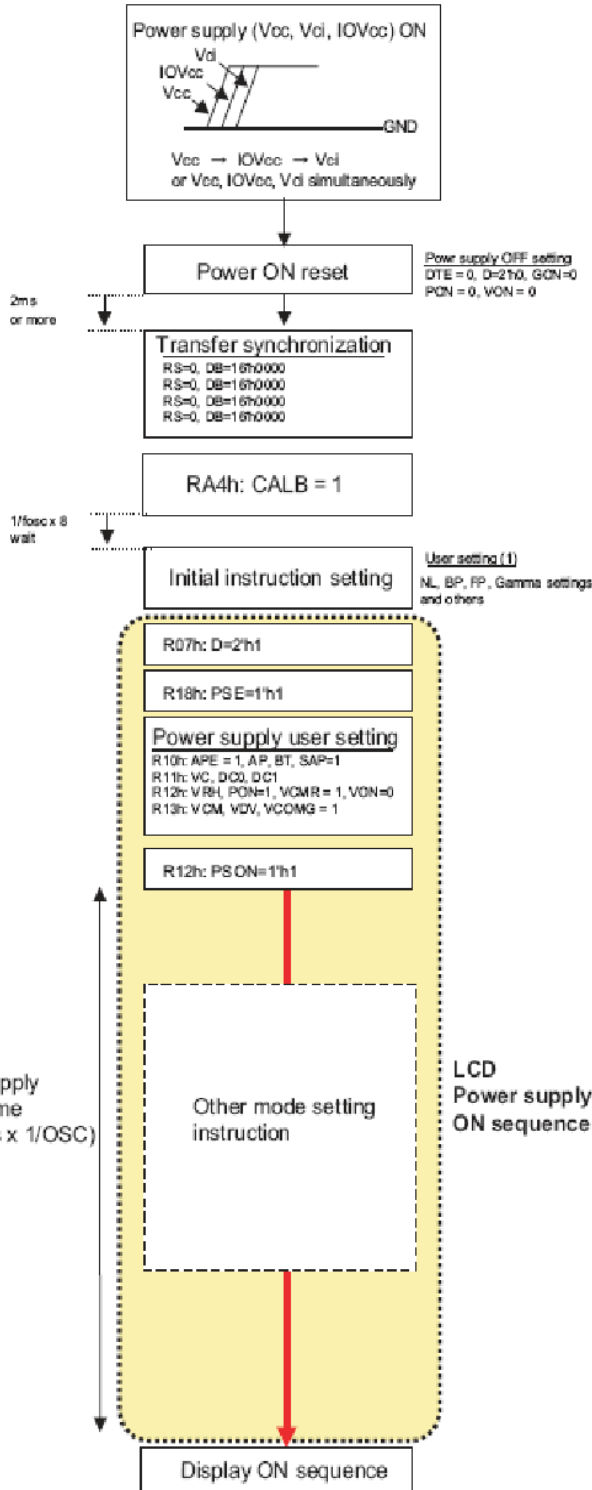 Power supply (Vcc, Vci, IOVcc) ON
Vci
IOVcc
Vcc
GND
Vcc → IOVcc → Vci
or Vcc, IOVcc, Vci simultaneously
Power ON reset
Powr supply OFF setting
DTE = 0, D=2'h0, GON=0
PON = 0, VON = 0
2ms
or more
Transfer synchronization
RS=0, DB=16'h0000
RS=0, DB=16'h0000
RS=0, DB=16'h0000
RS=0, DB=16'h0000
RA4h: CALB = 1
1/fosc x 8
wait
Initial instruction setting
User setting (1)
NL, BP, FP, Gamma settings
and others
R07h: D=2'h1
R18h: PSE=1'h1
Power supply user setting
R10h: APE = 1, AP, BT, SAP=1
R11h: VC, DC0, DC1
R12h: VRH, PON=1, VCMR = 1, VON=0
R13h: VCM, VDV, VCOMG = 1
R12h: PSON=1'h1
Other mode setting
instruction
x 1/OSC)
LCD
Power supply
ON sequence
Display ON sequence